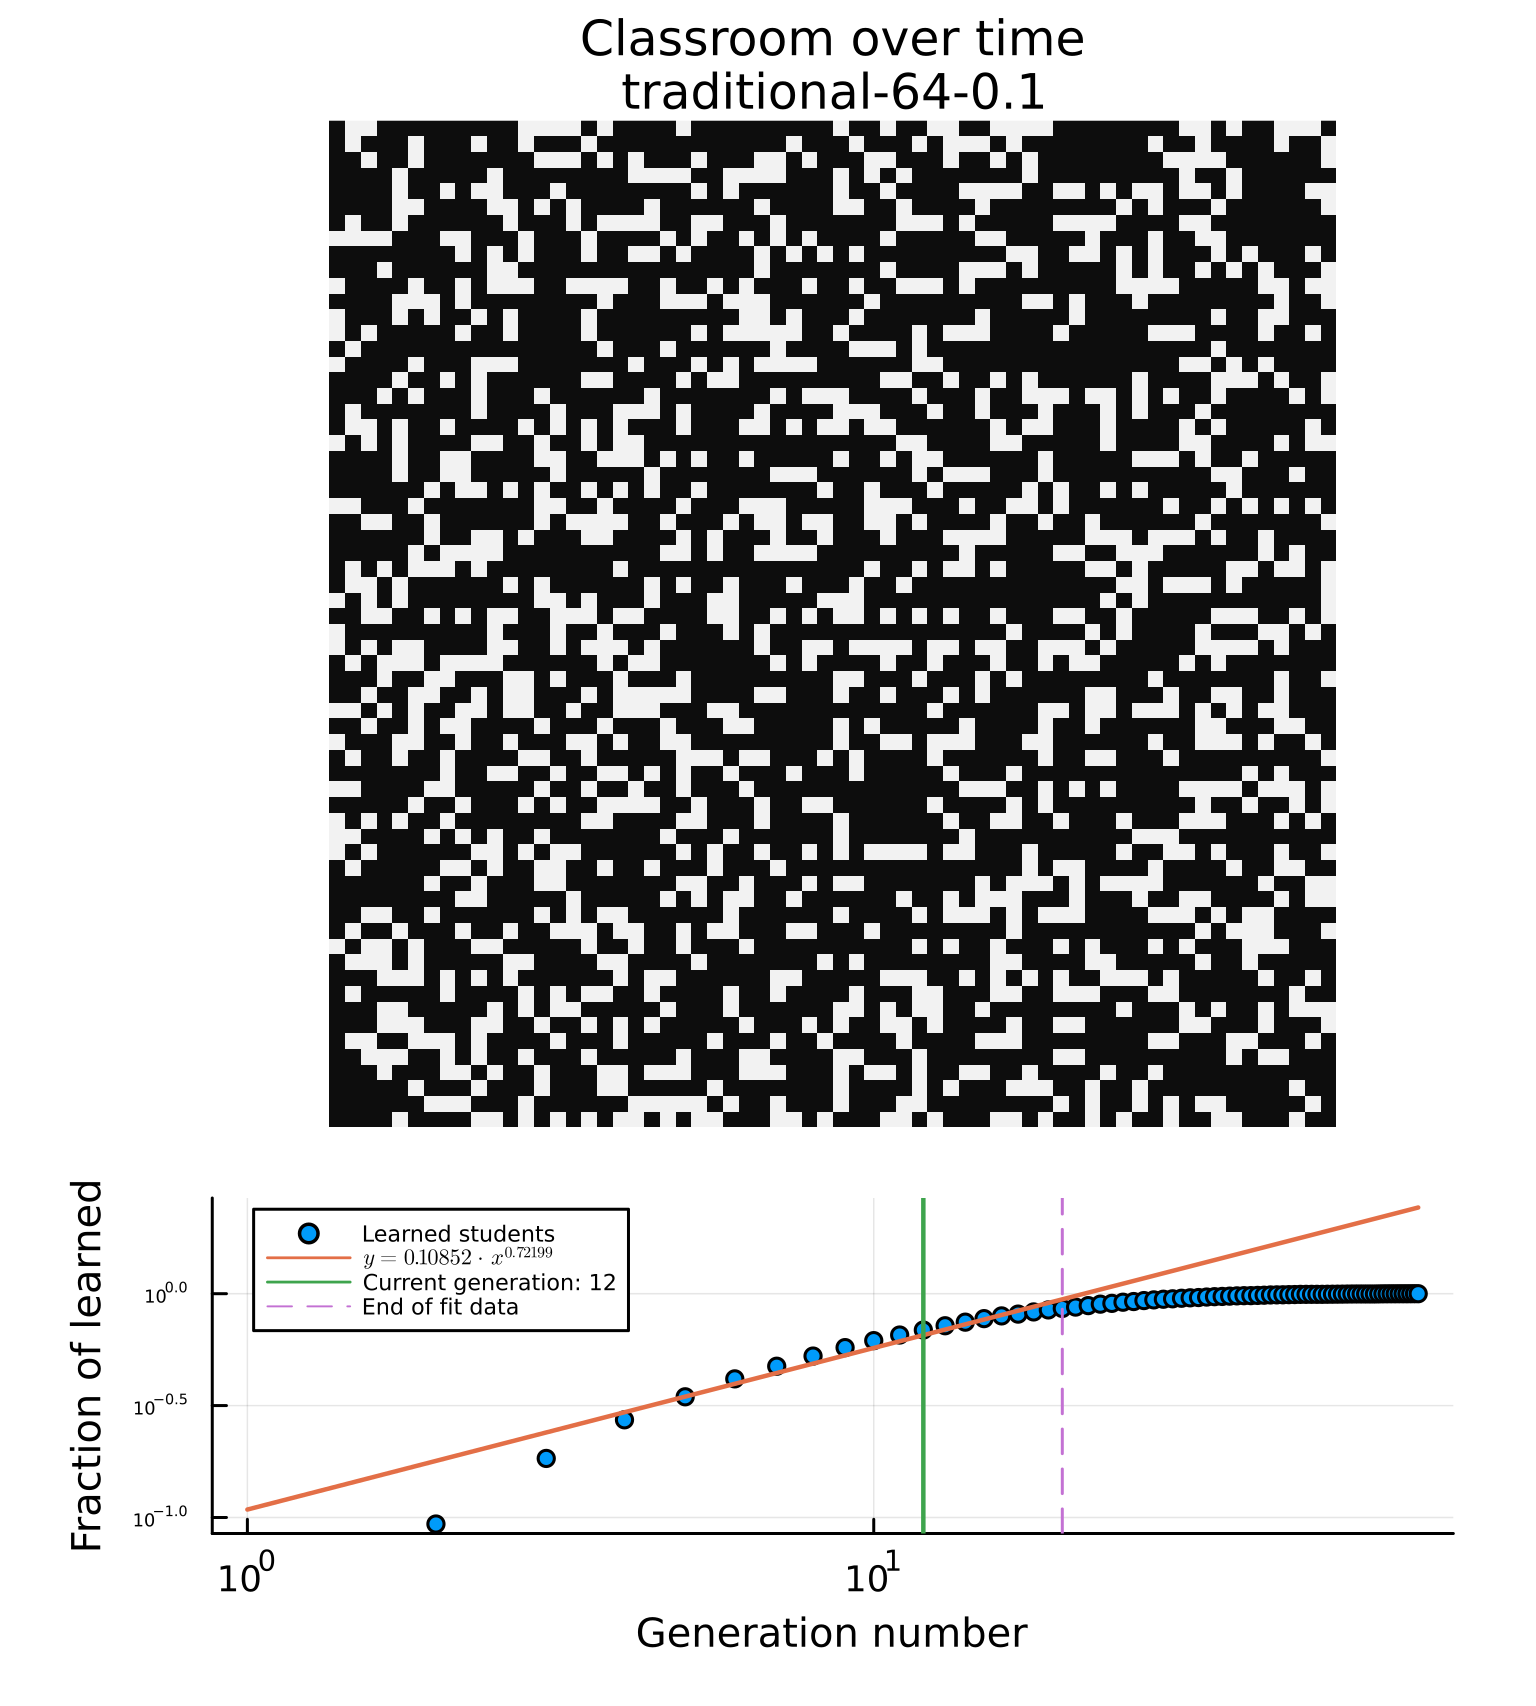 Classroom over time
traditional-64-0.1
Fraction of learned
Learned students
y = 0.10852 · x^0.72199
Current generation: 12
End of fit data
10^0.0
10^−0.5
10^−1.0
10^0
10^1
Generation number